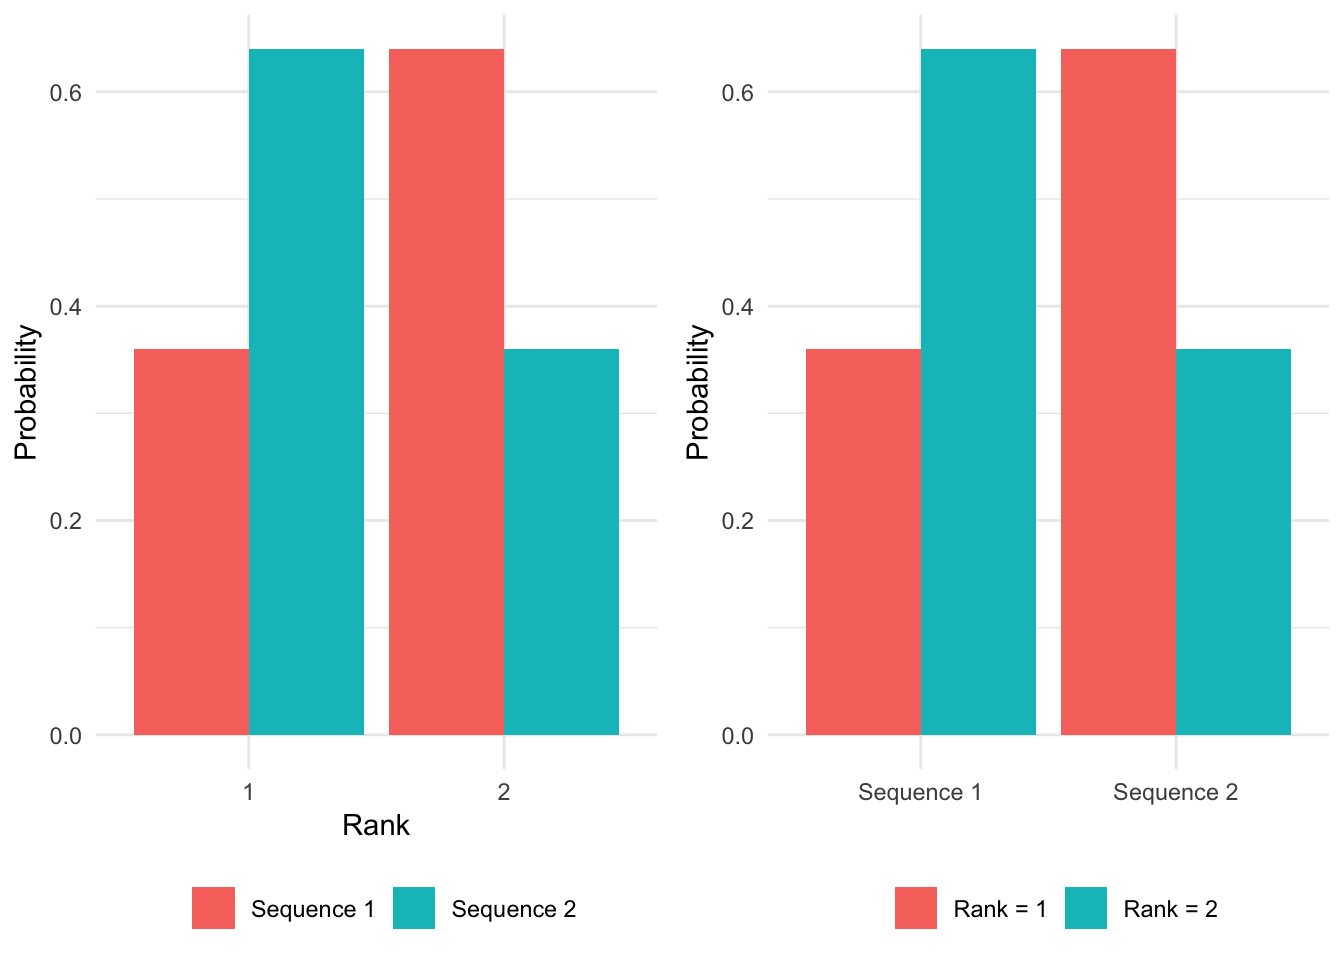 Probability
0.6
0.4
0.2
0.0
1
2
Rank
Sequence 1
Sequence 2
Probability
0.6
0.4
0.2
0.0
Sequence 1
Sequence 2
Rank = 1
Rank = 2